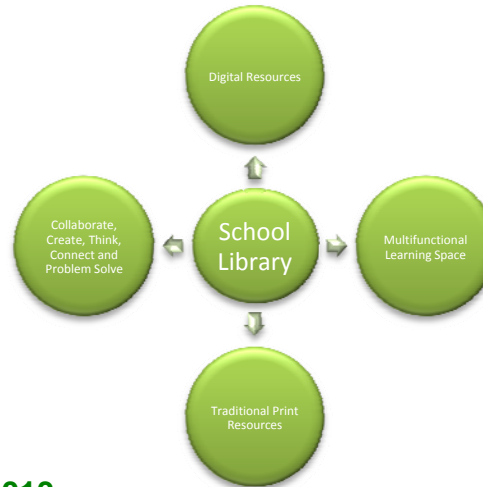 Digital Resources
Collaborate,
Create, Think,
Connect and
Problem Solve
School
Library
Multifunctional
Learning Space
Traditional Print
Resources